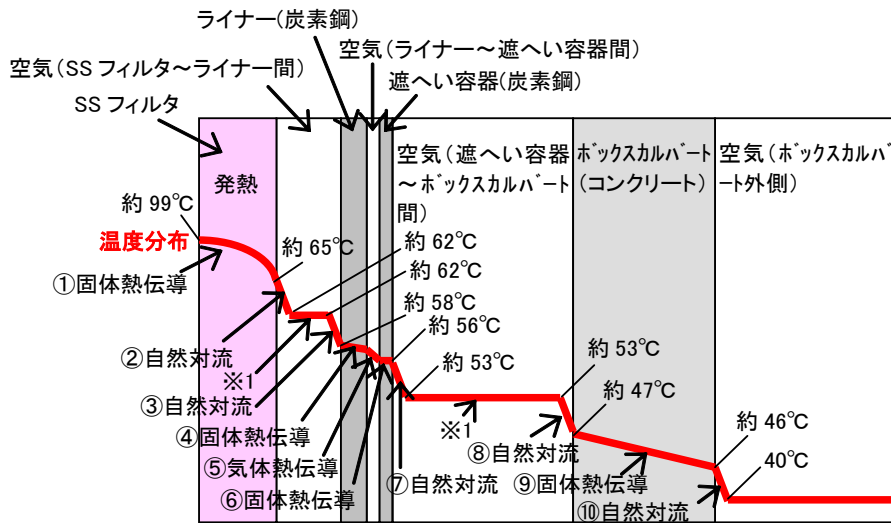 ライナー(炭素鋼)
空気(ライナー～遮へい容器間)
空気(SSフィルタ～ライナー間)
遮へい容器(炭素鋼)
SSフィルタ
発熱
空気(遮へい容器
～ボックスカルバート
間)
ボックスカルバート
(コンクリート)
空気(ボックスカルバ
ート外側)
約99℃
温度分布
約65℃
約62℃
約62℃
約58℃
約56℃
約53℃
約53℃
約47℃
約46℃
40℃
①固体熱伝導
②自然対流
※1
③自然対流
④固体熱伝導
⑤気体熱伝導
⑥固体熱伝導
⑦自然対流
※1
⑧自然対流
⑨固体熱伝導
⑩自然対流